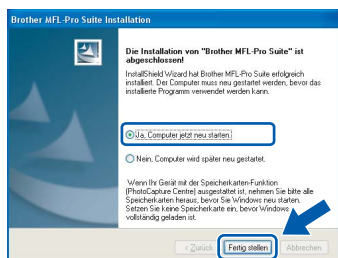 Brother MFL-Pro Suite Installation
Die Installation von "Brother MFL-Pro Suite" ist
abgeschlossen!
InstallShield Wizard hat Brother MFL-Pro Suite erfolgreich
installiert. Der Computer muss neu gestartet werden, bevor das
installierte Programm verwendet werden kann.
Ja, Computer jetzt neu starten.
Nein, Computer wird später neu gestartet.
Wenn Ihr Gerät mit der Speicherkarten-Funktion
(PhotoCapture Centre) ausgestattet ist, nehmen Sie bitte alle
Speicherkarten heraus, bevor Sie Windows neu starten.
Setzen Sie keine Speicherkarte ein, bevor Windows
vollständig geladen ist.
< Zurück
Fertig stellen
Abbrechen